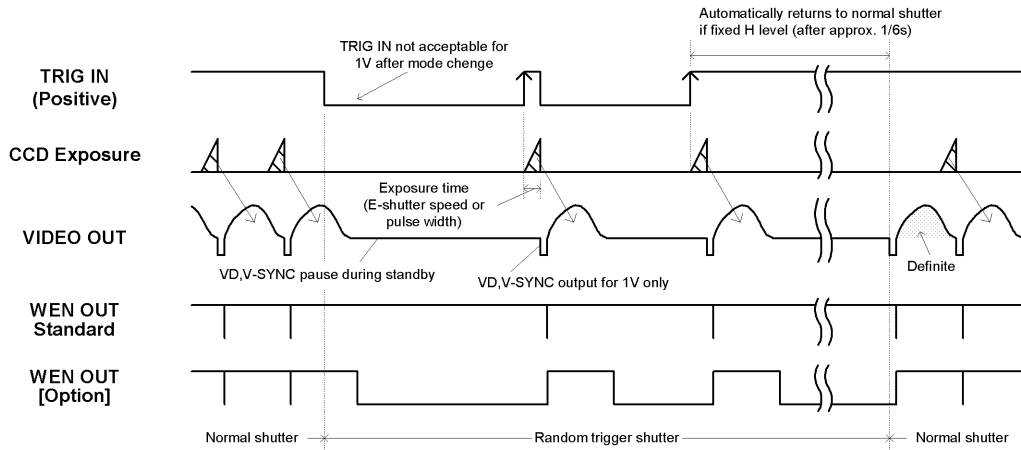 Automatically returns to normal shutter
if fixed H level (after approx. 1/6s)
TRIG IN not acceptable for
1V after mode chenge
TRIG IN
(Positive)
CCD Exposure
Exposure time
(E-shutter speed or
pulse width)
VIDEO OUT
VD,V-SYNC pause during standby
VD,V-SYNC output for 1V only
Definite
WEN OUT
Standard
WEN OUT
[Option]
Normal shutter
Random trigger shutter
Normal shutter